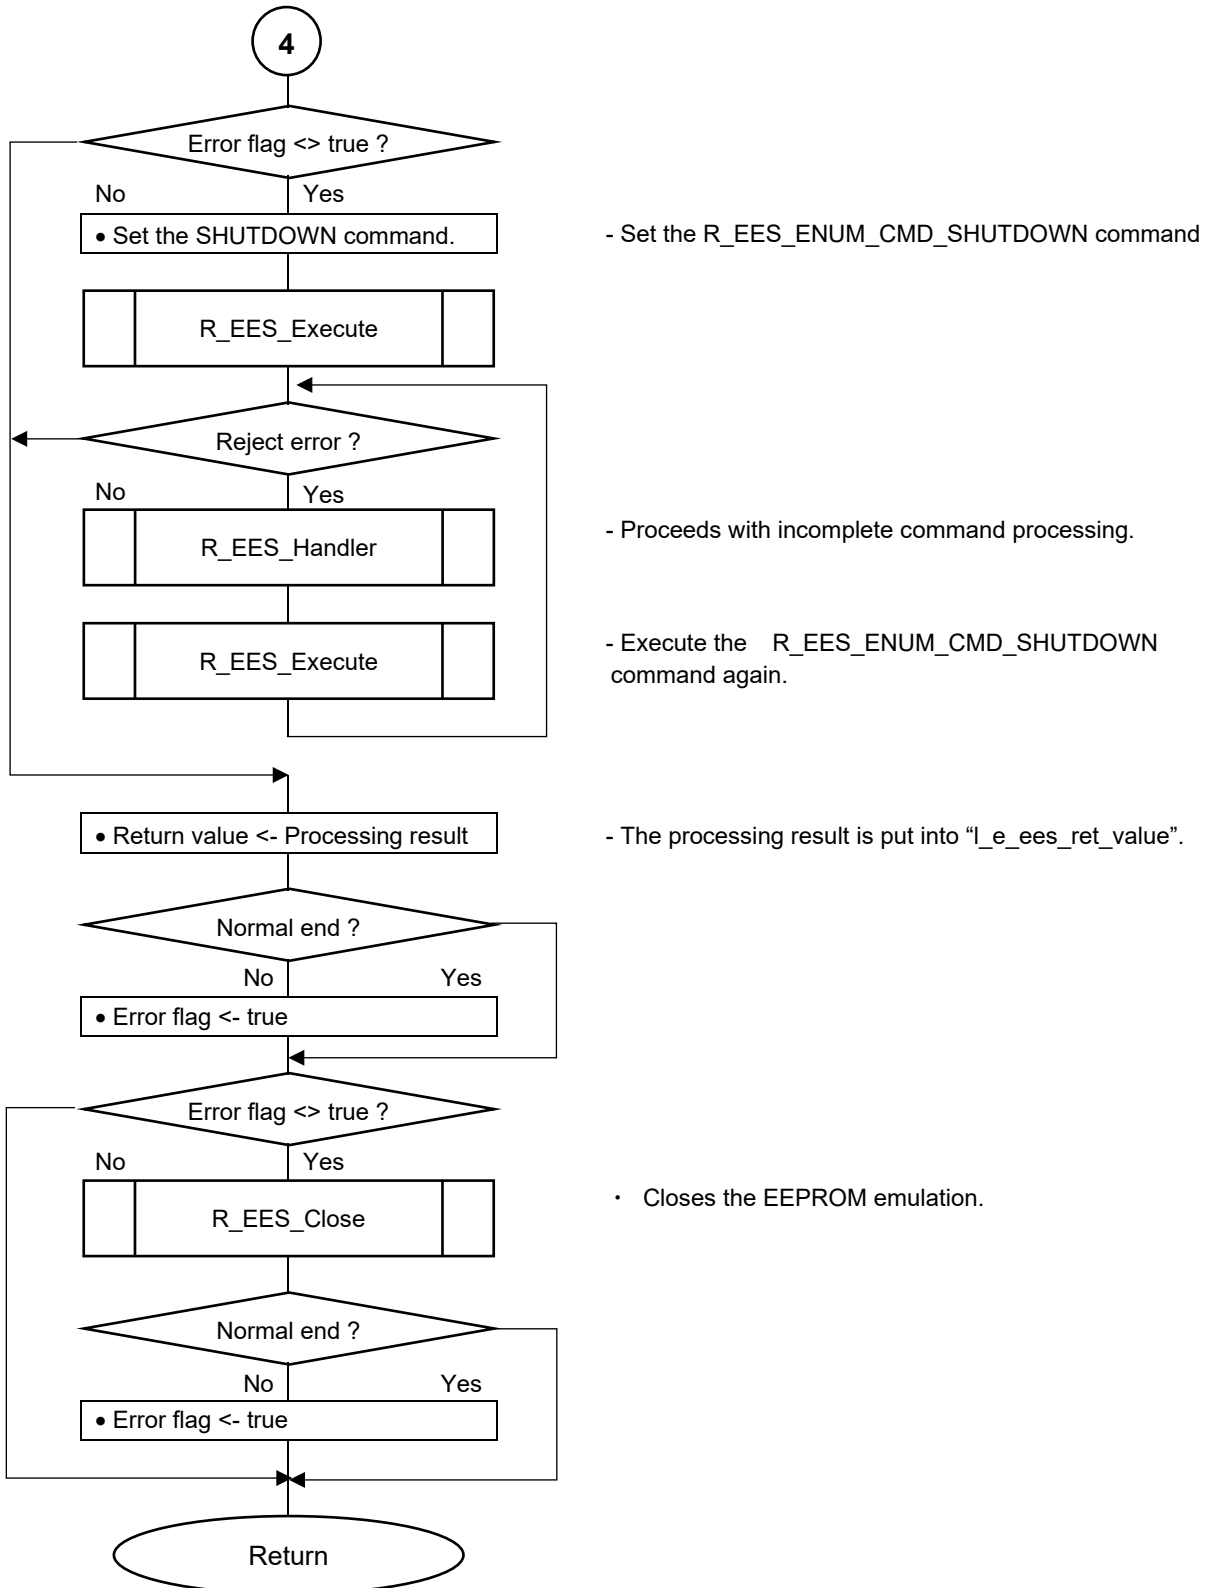 4
Error flag <> true ?
No Yes
• Set the SHUTDOWN command. - Set the R_EES_ENUM_CMD_SHUTDOWN command
R_EES_Execute
Reject error ?
No Yes
R_EES_Handler - Proceeds with incomplete command processing.
R_EES_Execute - Execute the R_EES_ENUM_CMD_SHUTDOWN
command again.
• Return value <- Processing result - The processing result is put into “l_e_ees_ret_value”.
Normal end ?
No Yes
• Error flag <- true
Error flag <> true ?
No Yes
R_EES_Close ・ Closes the EEPROM emulation.
Normal end ?
No Yes
• Error flag <- true
Return